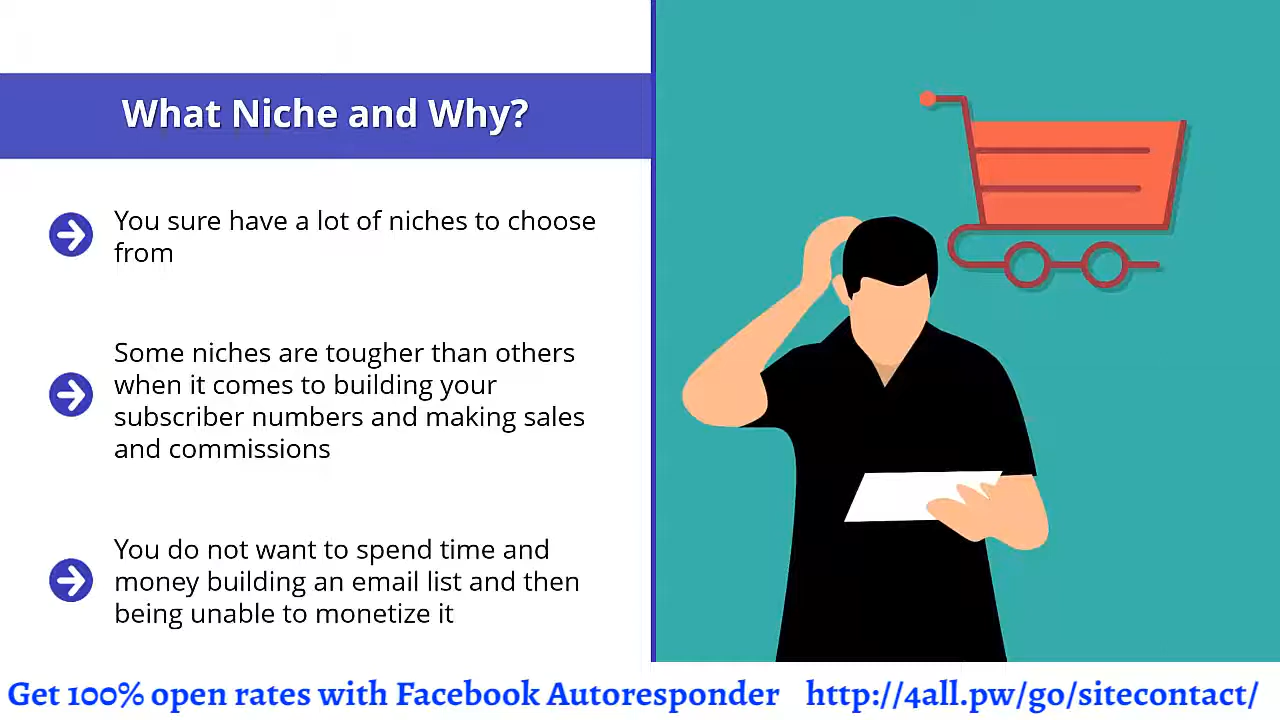 What Niche and Why?
You sure have a lot of niches to choose
from
Some niches are tougher than others
when it comes to building your
subscriber numbers and making sales
and commissions
You do not want to spend time and
money building an email list and then
being unable to monetize it
Get 100% open rates with Facebook Autoresponder http://4all.pw/go/sitecontact/